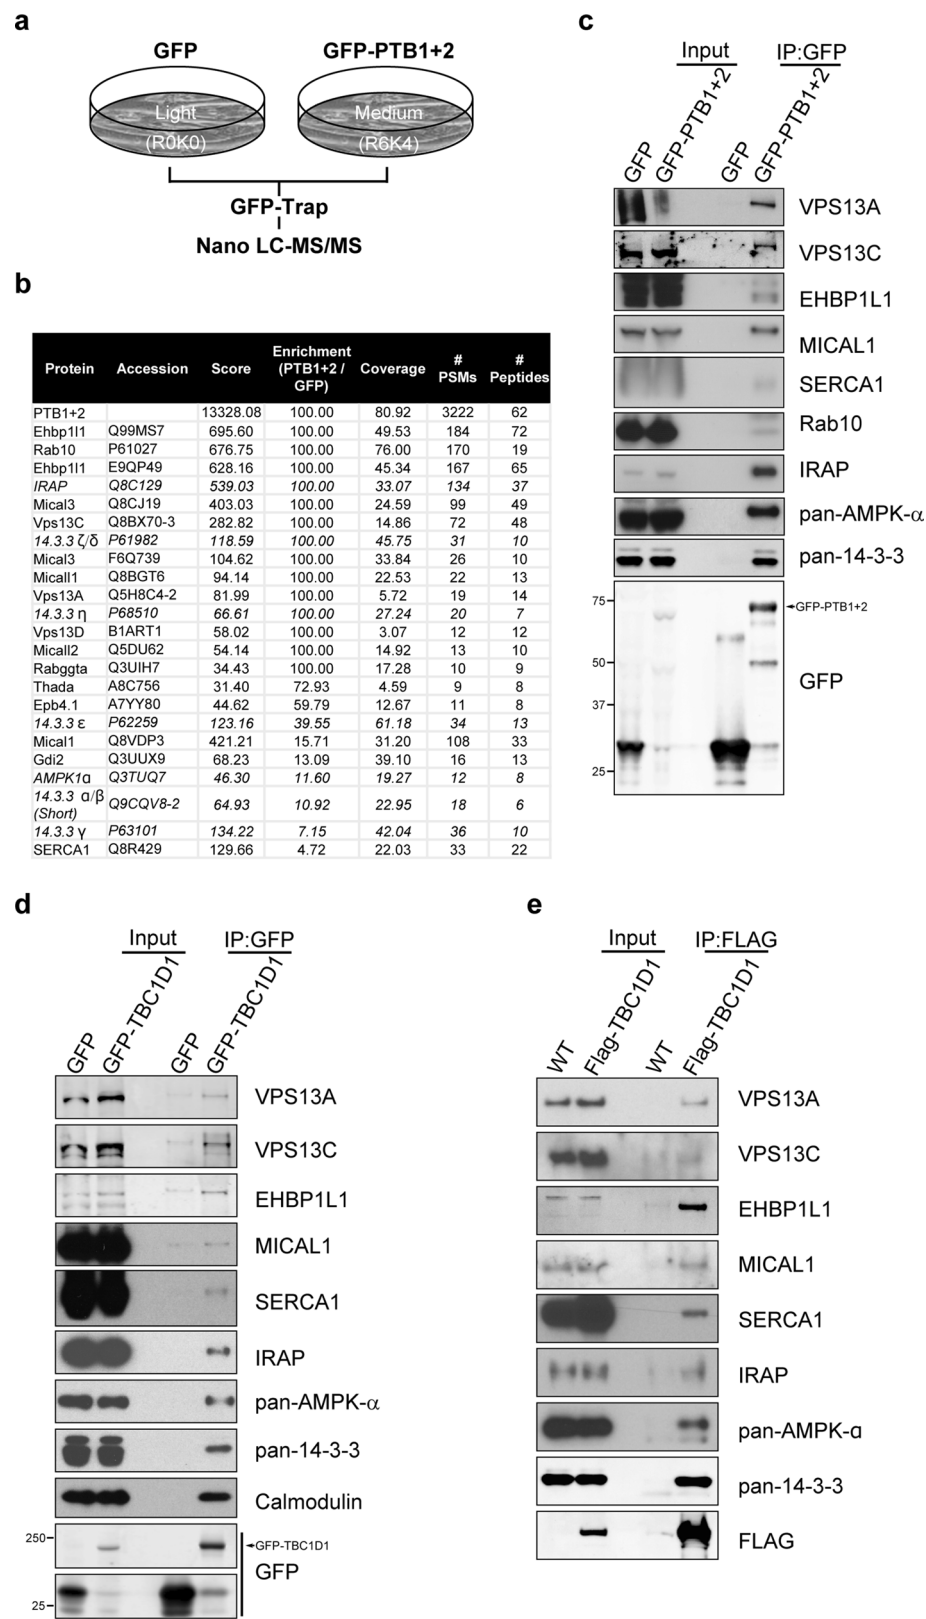 a
GFP
GFP-PTB1+2
Light
(R0K0)
Medium
(R6K4)
GFP-Trap
Nano LC-MS/MS
b
Protein Accession Score Enrichment (PTB1+2 / GFP) Coverage # PSMs # Peptides
PTB1+2 13328.08 100.00 80.92 3222 62
Ehbp1l1 Q99MS7 695.60 100.00 49.53 184 72
Rab10 P61027 676.75 100.00 76.00 170 19
Ehbp1l1 E9QP49 628.16 100.00 45.34 167 65
IRAP Q8C129 539.03 100.00 33.07 134 37
Mical3 Q8CJ19 403.03 100.00 24.59 99 49
Vps13C Q8BX70-3 282.82 100.00 14.86 72 48
14.3.3 ζ/δ P61982 118.59 100.00 45.75 31 10
Mical3 F6Q739 104.62 100.00 33.84 26 10
Micall1 Q8BGT6 94.14 100.00 22.53 22 13
Vps13A Q5H8C4-2 81.99 100.00 5.72 19 14
14.3.3 η P68510 66.61 100.00 27.24 20 7
Vps13D B1ART1 58.02 100.00 3.07 12 12
Micall2 Q5DU62 54.14 100.00 14.92 13 10
Rabggta Q3UIH7 34.43 100.00 17.28 10 9
Thada A8C756 31.40 72.93 4.59 9 8
Epb4.1 A7YY80 44.62 59.79 12.67 11 8
14.3.3 ε P62259 123.16 39.55 61.18 34 13
Mical1 Q8VDP3 421.21 15.71 31.20 108 33
Gdi2 Q3UUX9 68.23 13.09 39.10 16 13
AMPK1α Q3TUQ7 46.30 11.60 19.27 12 8
14.3.3 α/β (Short) Q9CQV8-2 64.93 10.92 22.95 18 6
14.3.3 γ P63101 134.22 7.15 42.04 36 10
SERCA1 Q8R429 129.66 4.72 22.03 33 22
c
Input
IP:GFP
GFP
GFP-PTB1+2
GFP
GFP-PTB1+2
VPS13A
VPS13C
EHBP1L1
MICAL1
SERCA1
Rab10
IRAP
pan-AMPK-α
pan-14-3-3
75
GFP-PTB1+2
50
GFP
37
25
d
Input
IP:GFP
GFP
GFP-TBC1D1
GFP
GFP-TBC1D1
VPS13A
VPS13C
EHBP1L1
MICAL1
SERCA1
IRAP
pan-AMPK-α
pan-14-3-3
Calmodulin
250
GFP-TBC1D1
GFP
25
e
Input
IP:FLAG
WT
Flag-TBC1D1
WT
Flag-TBC1D1
VPS13A
VPS13C
EHBP1L1
MICAL1
SERCA1
IRAP
pan-AMPK-α
pan-14-3-3
FLAG